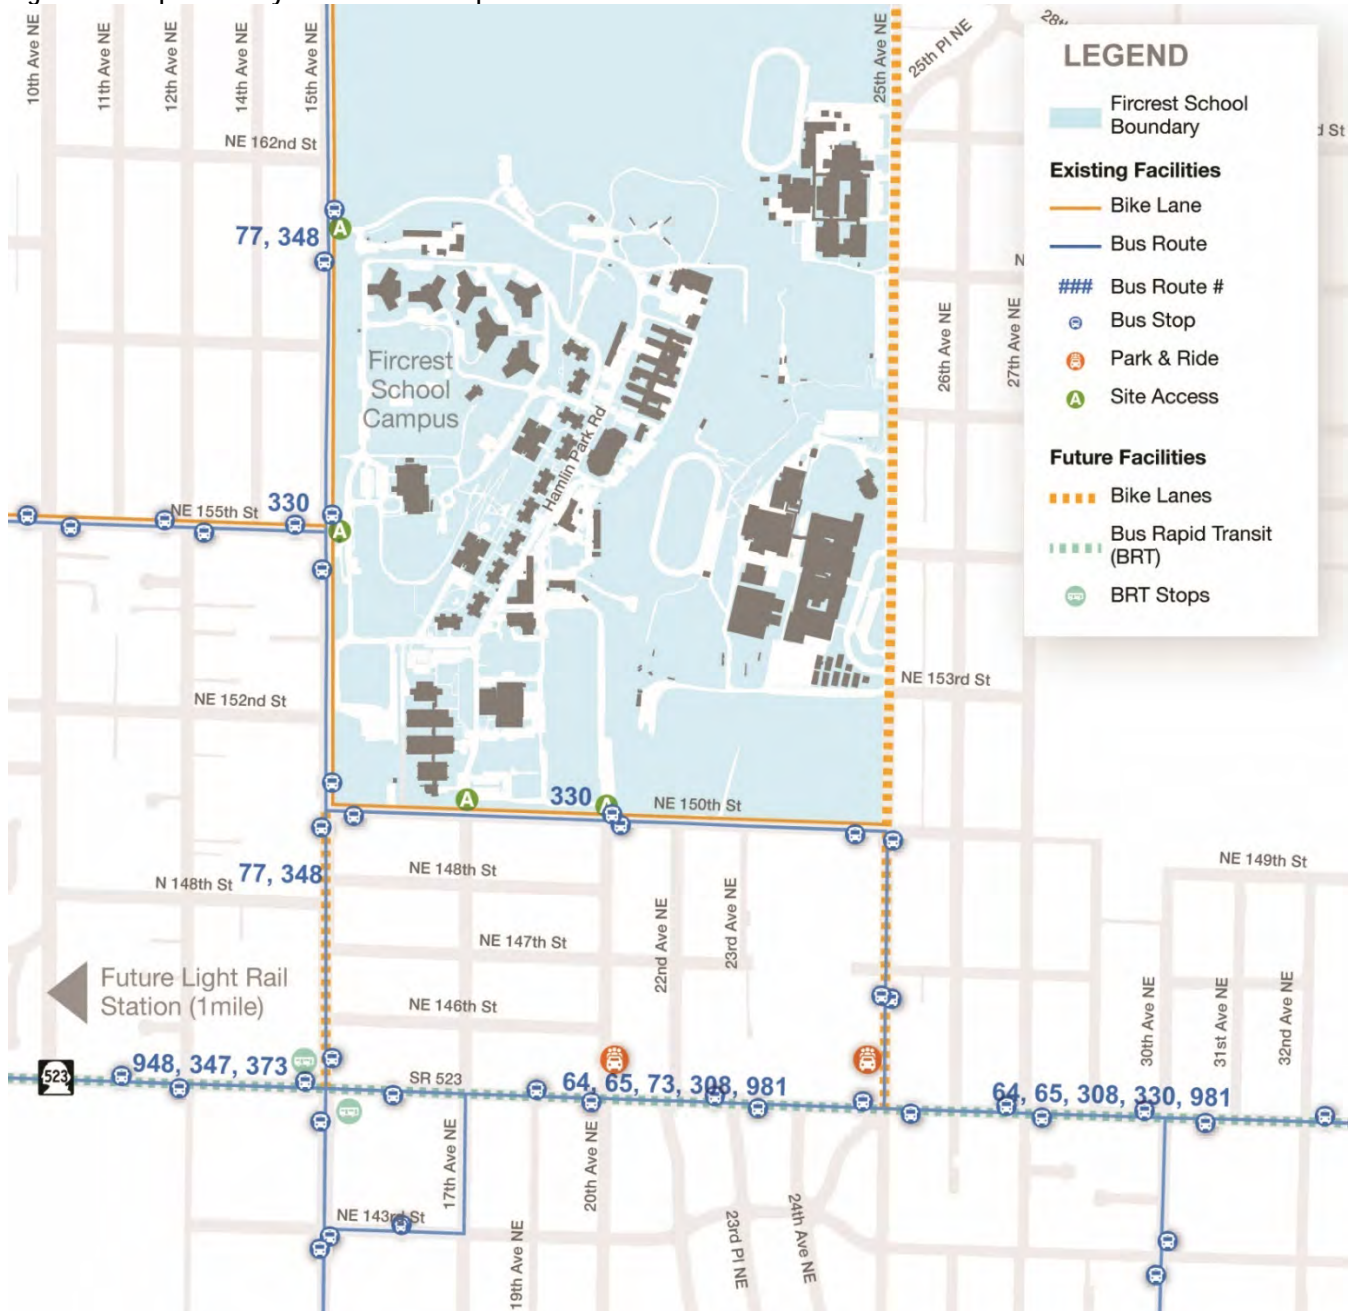 10th Ave NE
11th Ave NE
12th Ave NE
14th Ave NE
15th Ave NE
25th Ave NE
25th Pl NE
LEGEND
Fircrest School
Boundary
Existing Facilities
Bike Lane
Bus Route
### Bus Route #
Bus Stop
Park & Ride
A Site Access
Future Facilities
Bike Lanes
Bus Rapid Transit
(BRT)
BRT Stops
d St
NE 162nd St
A
77, 348
N
26th Ave NE
27th Ave NE
Fircrest
School
Campus
Hamlin Park Rd
NE 155th St
330
A
NE 153rd St
NE 152nd St
A
330
A
NE 150th St
NE 149th St
77, 348
N 148th St
NE 148th St
22nd Ave NE
23rd Ave NE
NE 147th St
Future Light Rail
Station (1mile)
NE 146th St
30th Ave NE
31st Ave NE
32nd Ave NE
523
948, 347, 373
SR 523
64, 65, 73, 308, 981
64, 65, 308, 330, 981
17th Ave NE
20th Ave NE
NE 143rd St
19th Ave NE
23rd Pl NE
24th Ave NE